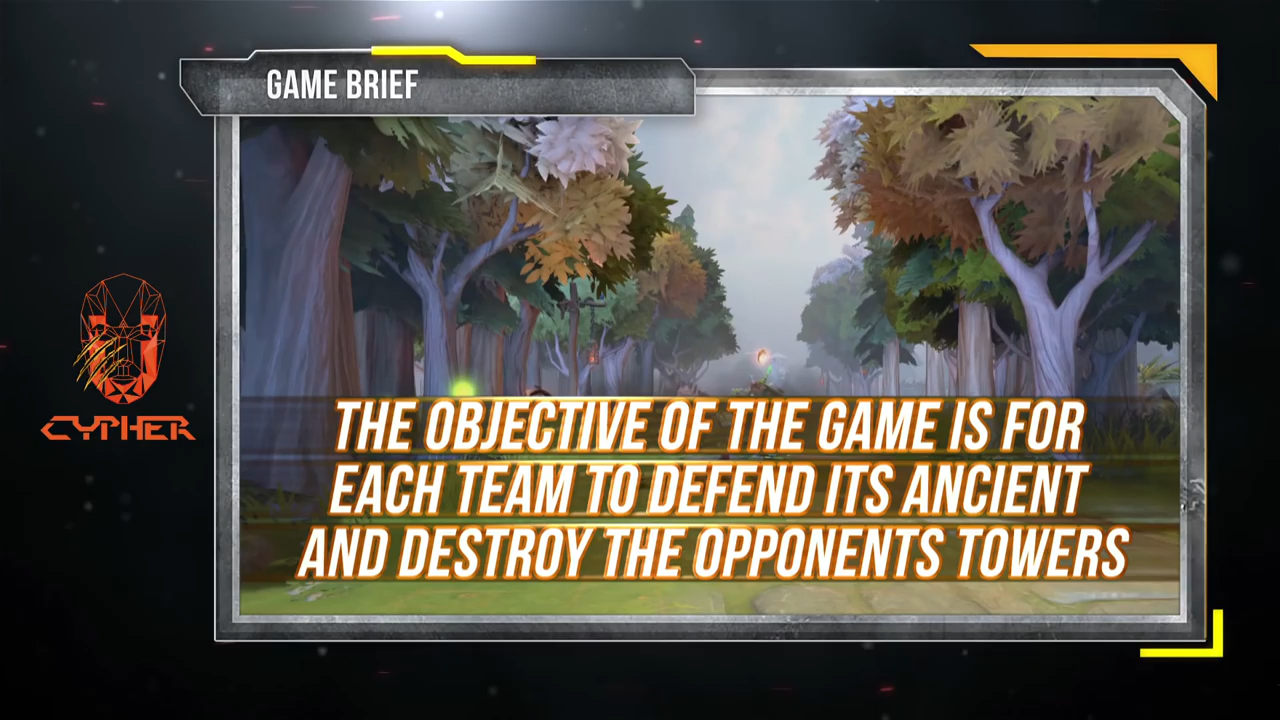 GAME BRIEF
CYPHER
THE OBJECTIVE OF THE GAME IS FOR
EACH TEAM TO DEFEND ITS ANCIENT
AND DESTROY THE OPPONENTS TOWERS